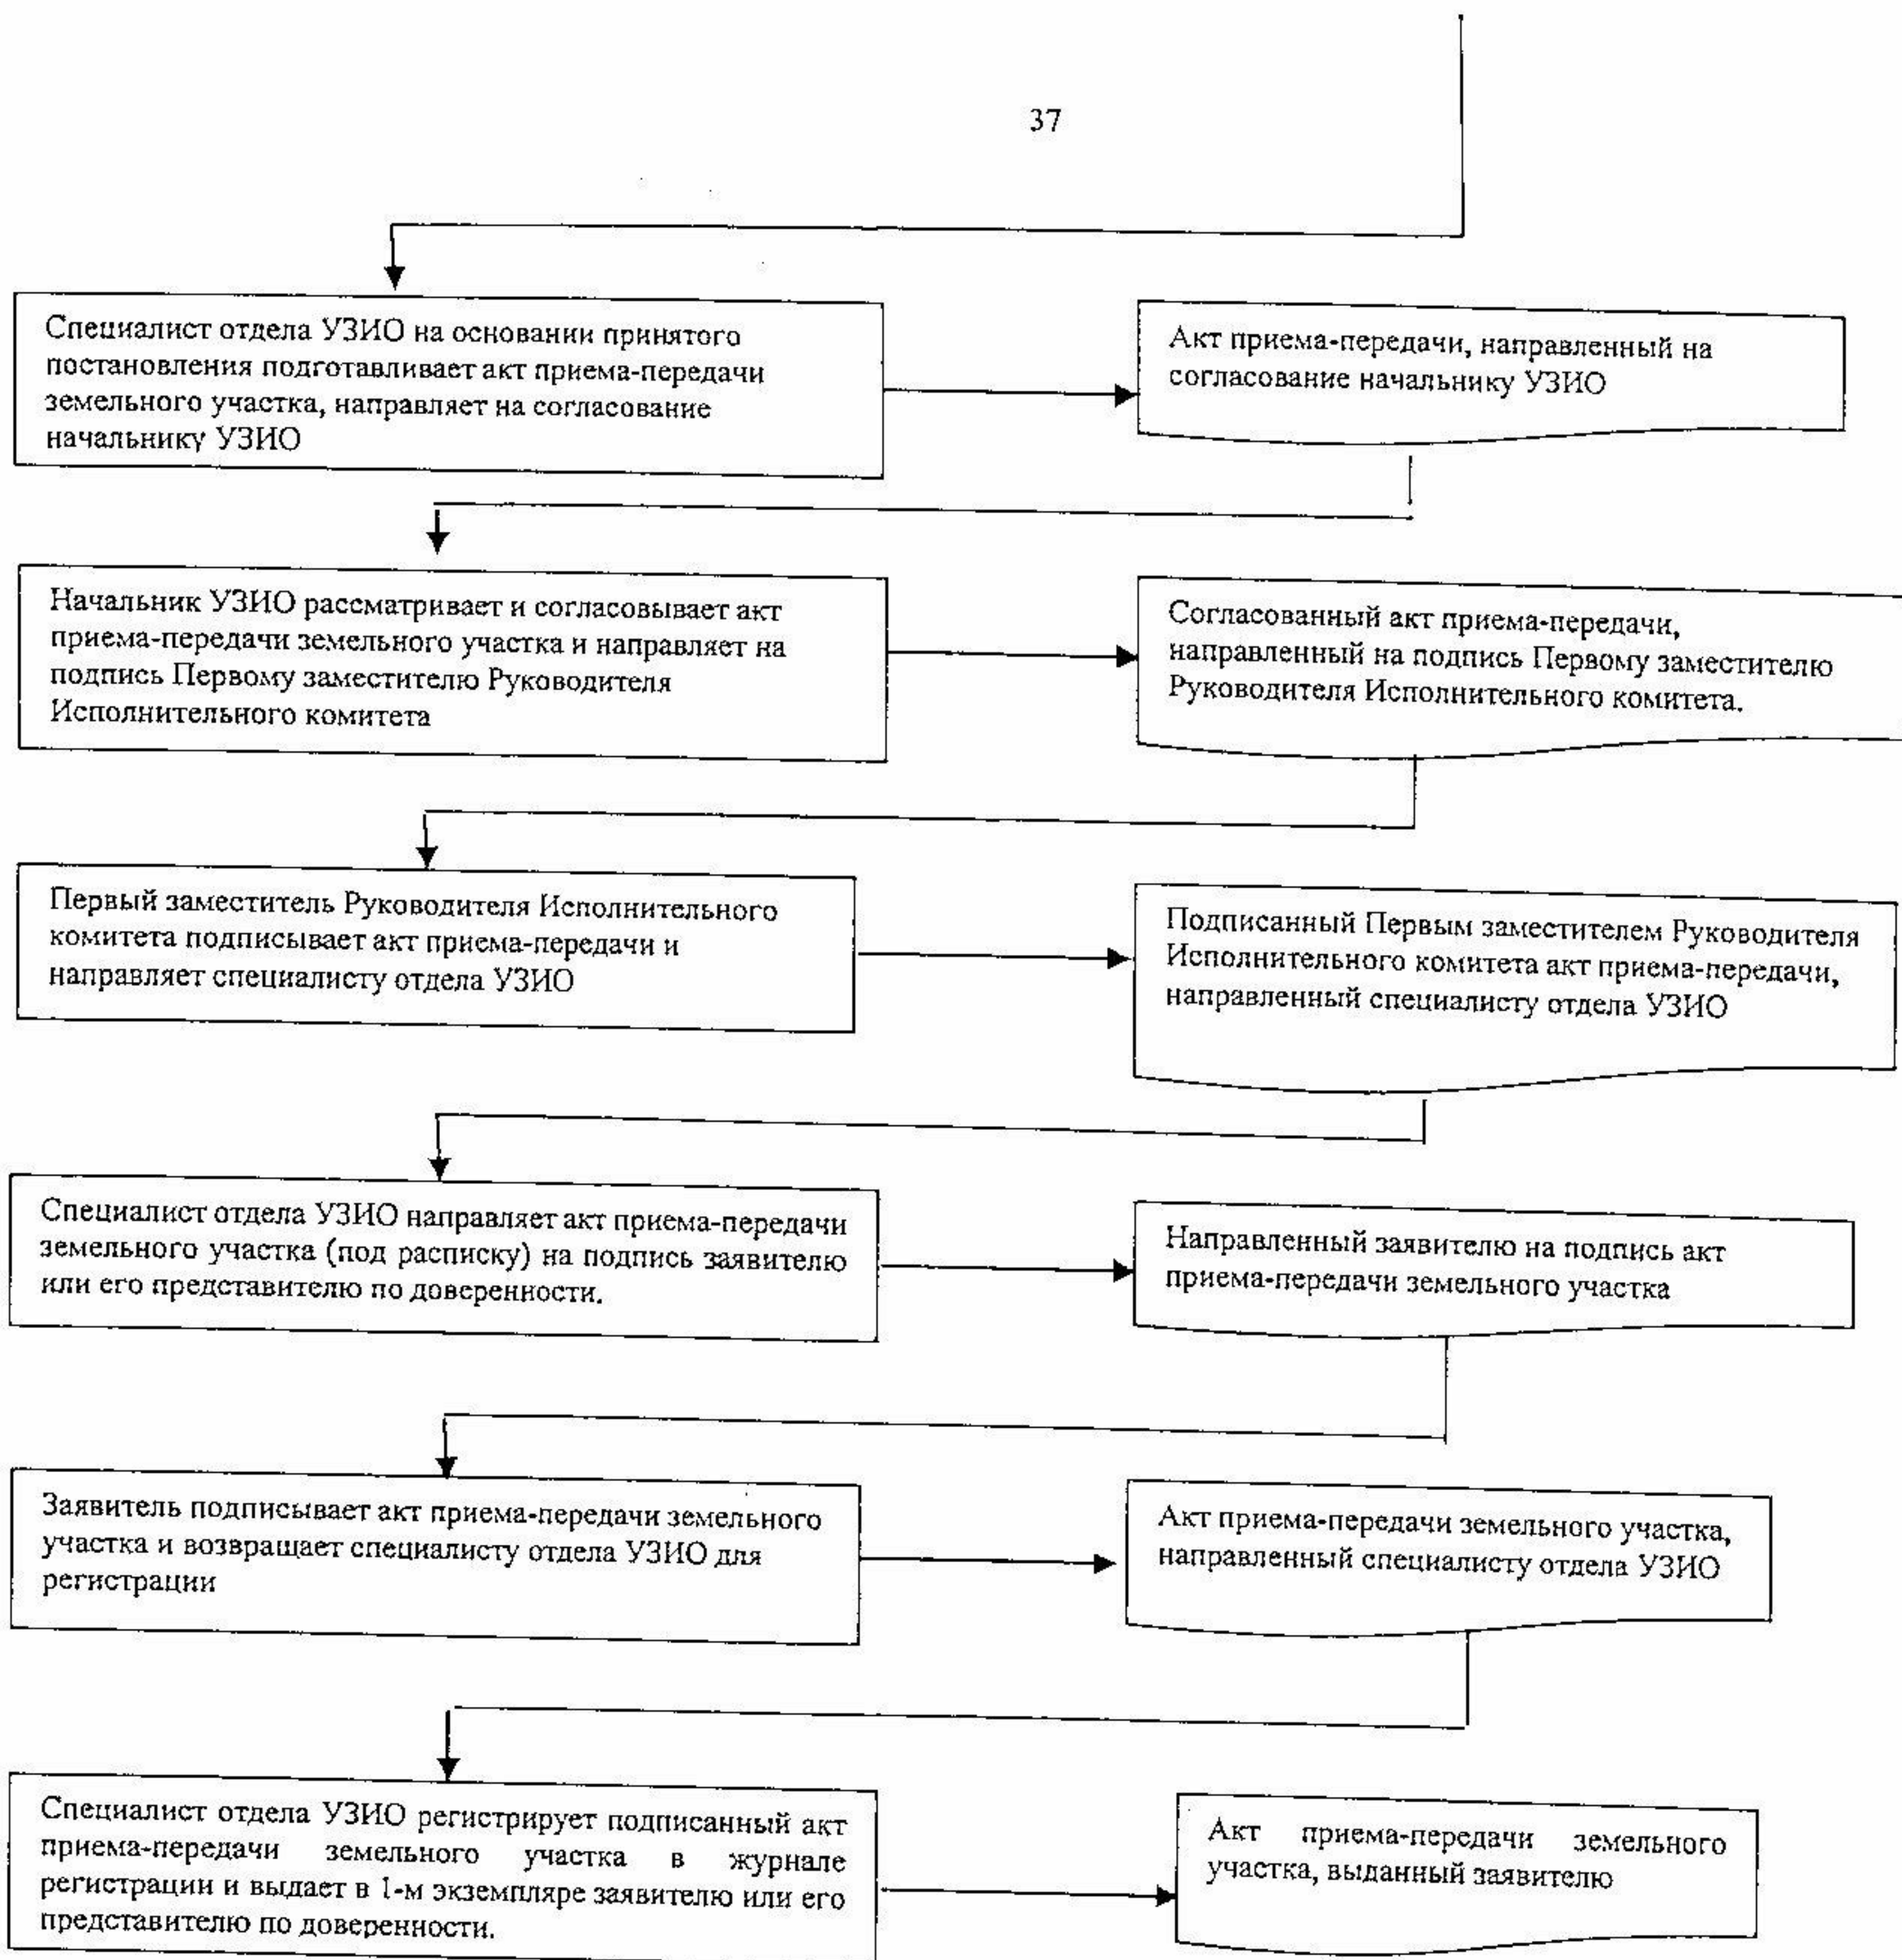 37
Специалист отдела УЗИО на основании принятого
постановления подготавливает акт приема-передачи
земельного участка, направляет на согласование
начальнику УЗИО
Акт приема-передачи, направленный на
согласование начальнику УЗИО
Начальник УЗИО рассматривает и согласовывает акт
приема-передачи земельного участка и направляет на
подпись Первому заместителю Руководителя
Исполнительного комитета
Согласованный акт приема-передачи,
направленный на подпись Первому заместителю
Руководителя Исполнительного комитета.
Первый заместитель Руководителя Исполнительного
комитета подписывает акт приема-передачи и
направляет специалисту отдела УЗИО
Подписанный Первым заместителем Руководителя
Исполнительного комитета акт приема-передачи,
направленный специалисту отдела УЗИО
Специалист отдела УЗИО направляет акт приема-передачи
земельного участка (под расписку) на подпись заявителю
или его представителю по доверенности.
Направленный заявителю на подпись акт
приема-передачи земельного участка
Заявитель подписывает акт приема-передачи земельного
участка и возвращает специалисту отдела УЗИО для
регистрации
Акт приема-передачи земельного участка,
направленный специалисту отдела УЗИО
Специалист отдела УЗИО регистрирует подписанный акт
приема-передачи земельного участка в журнале
регистрации и выдает в 1-м экземпляре заявителю или его
представителю по доверенности.
Акт приема-передачи земельного
участка, выданный заявителю